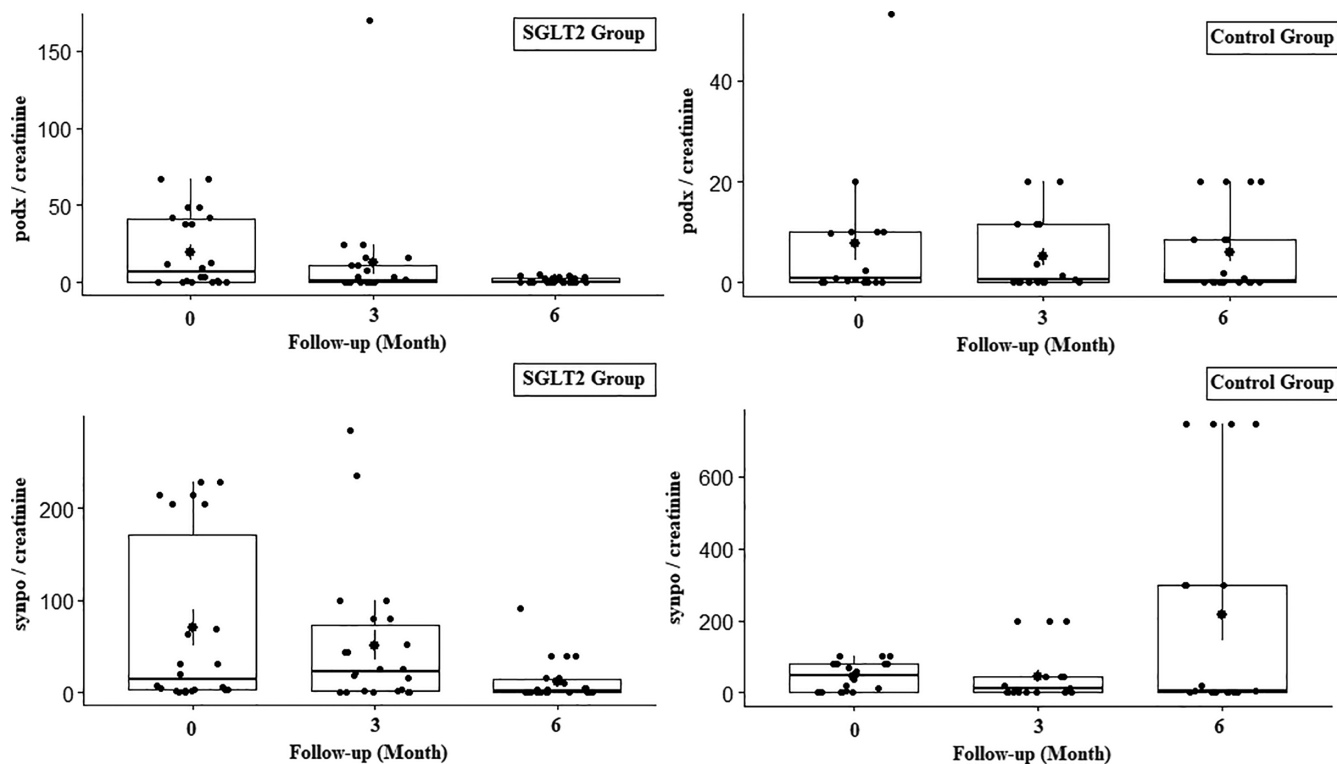 SGLT2 Group
podx / creatinine
150
100
50
0
0
3
6
Follow-up (Month)
Control Group
podx / creatinine
40
20
0
0
3
6
Follow-up (Month)
SGLT2 Group
synpo / creatinine
200
100
0
0
3
6
Follow-up (Month)
Control Group
synpo / creatinine
600
400
200
0
0
3
6
Follow-up (Month)